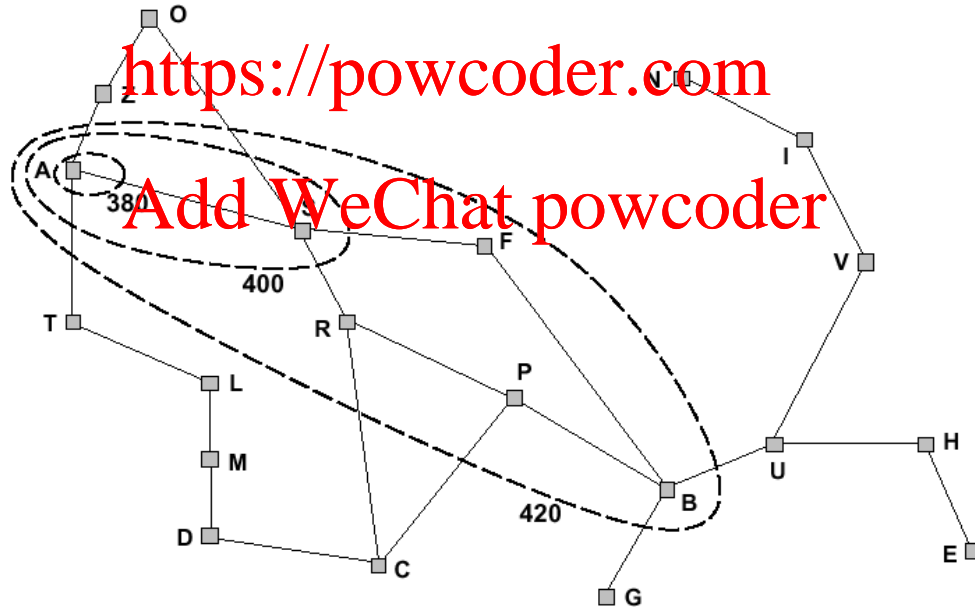 O
https://powcoder.com
Z
N
A
I
380
Add WeChat powcoder
S
F
V
400
T
R
P
L
H
M
U
B
420
D
C
E
G